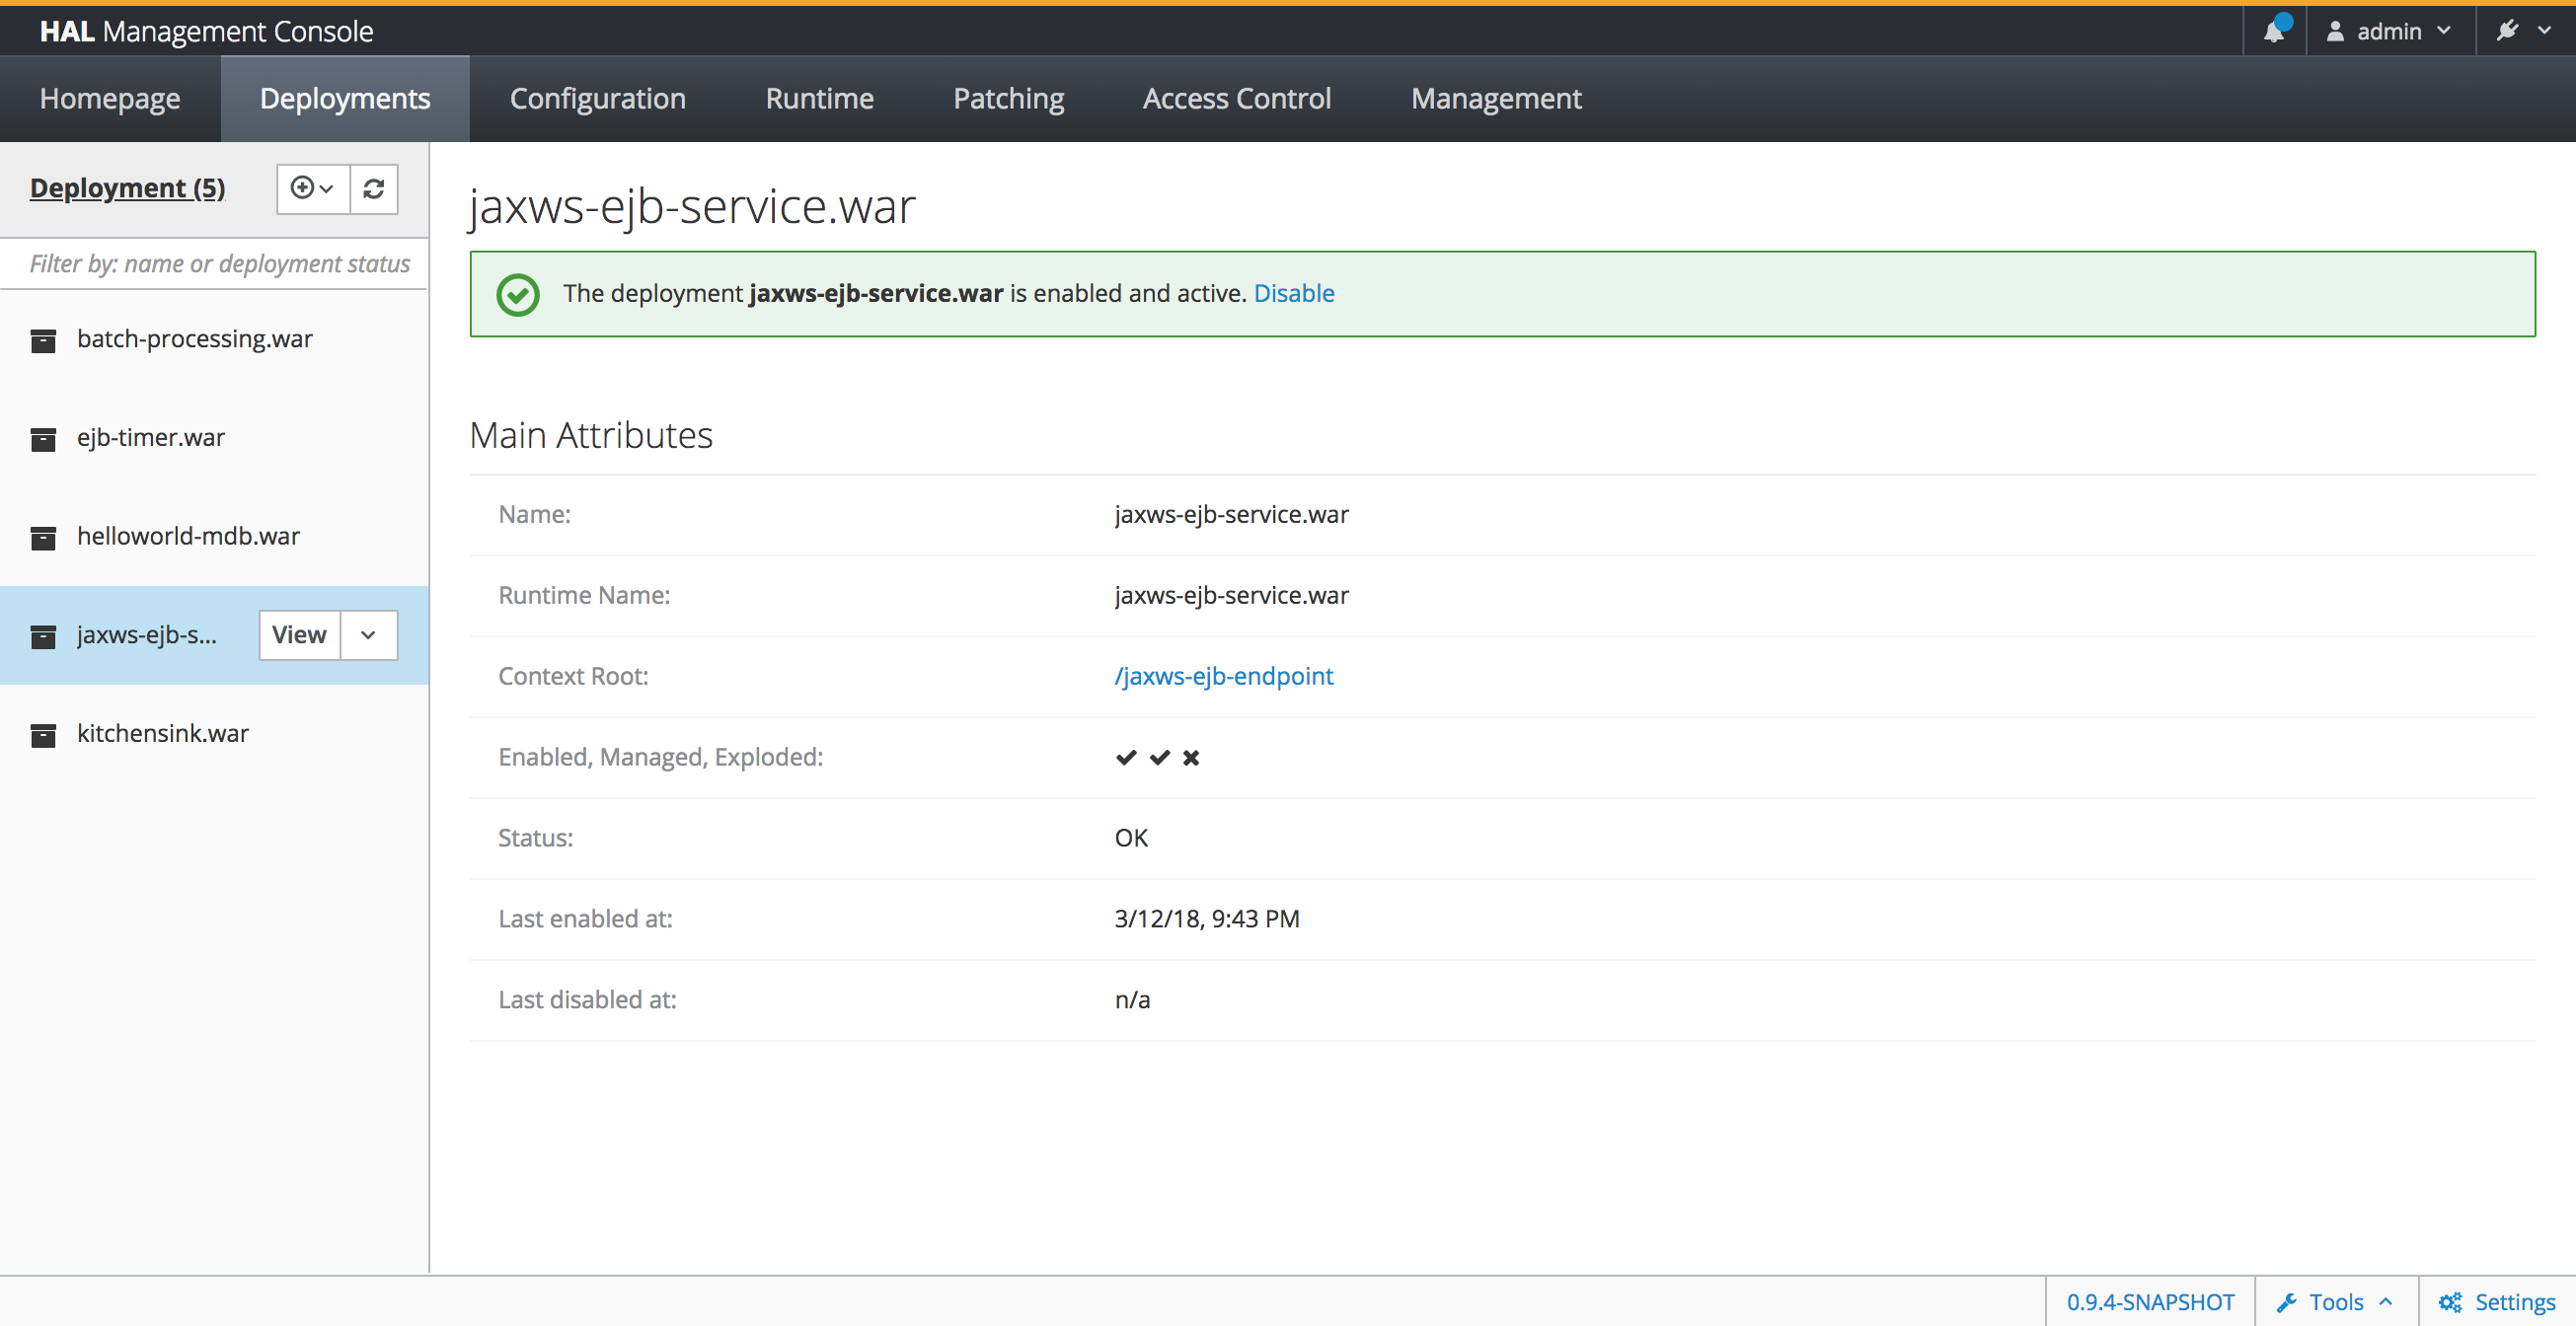 HAL Management Console
admin
Homepage Deployments Configuration Runtime Patching Access Control Management
Deployment (5)
Filter by: name or deployment status
batch-processing.war
ejb-timer.war
helloworld-mdb.war
jaxws-ejb-s... View
kitchensink.war
jaxws-ejb-service.war
The deployment jaxws-ejb-service.war is enabled and active. Disable
Main Attributes
Name: jaxws-ejb-service.war
Runtime Name: jaxws-ejb-service.war
Context Root: /jaxws-ejb-endpoint
Enabled, Managed, Exploded:
Status: OK
Last enabled at: 3/12/18, 9:43 PM
Last disabled at: n/a
0.9.4-SNAPSHOT Tools Settings